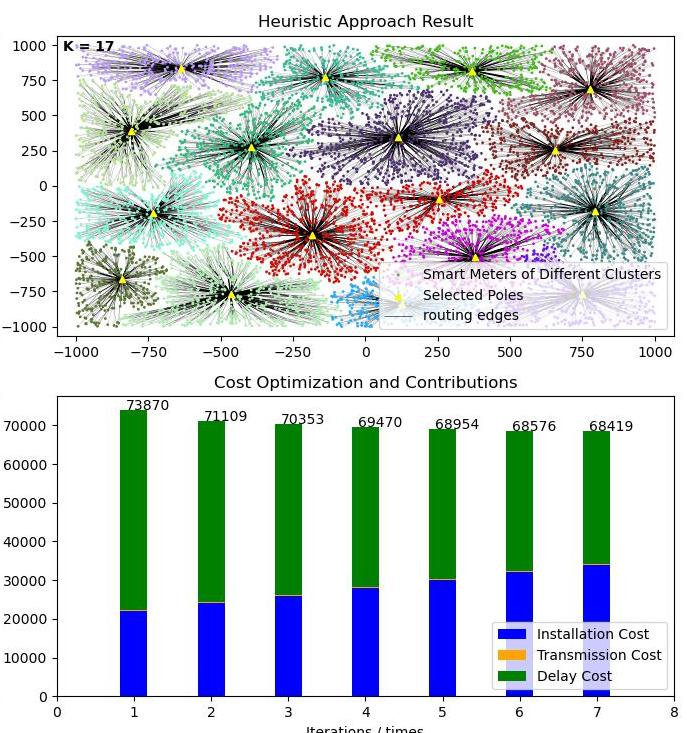 Heuristic Approach Result
K = 17
1000
750
500
250
0
−250
−500
−750
−1000
Smart Meters of Different Clusters
Selected Poles
routing edges
−1000 −750 −500 −250 0 250 500 750 1000
Cost Optimization and Contributions
73870 71109 70353 69470 68954 68576 68419
70000
60000
50000
40000
30000
20000
10000
0
Installation Cost
Transmission Cost
Delay Cost
0 1 2 3 4 5 6 7 8
Iterations / times